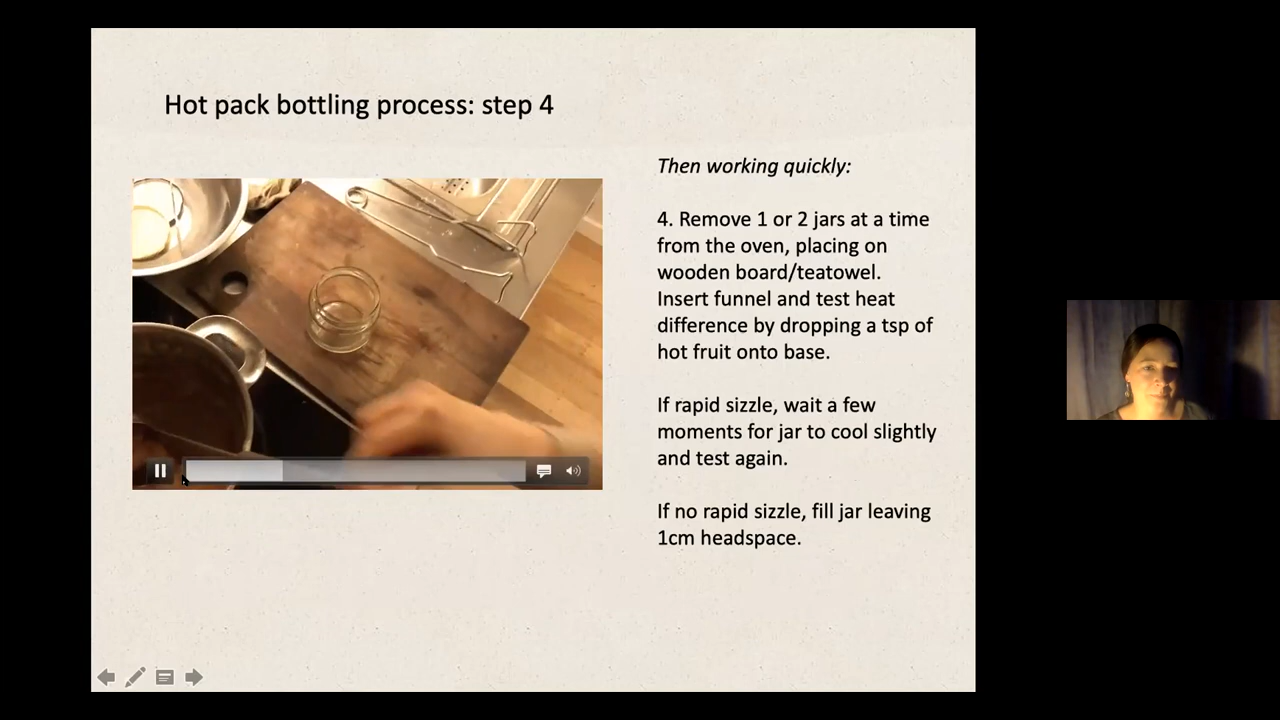 Hot pack bottling process: step 4
Then working quickly:
4. Remove 1 or 2 jars at a time
from the oven, placing on
wooden board/teatowel.
Insert funnel and test heat
difference by dropping a tsp of
hot fruit onto base.
If rapid sizzle, wait a few
moments for jar to cool slightly
and test again.
If no rapid sizzle, fill jar leaving
1cm headspace.